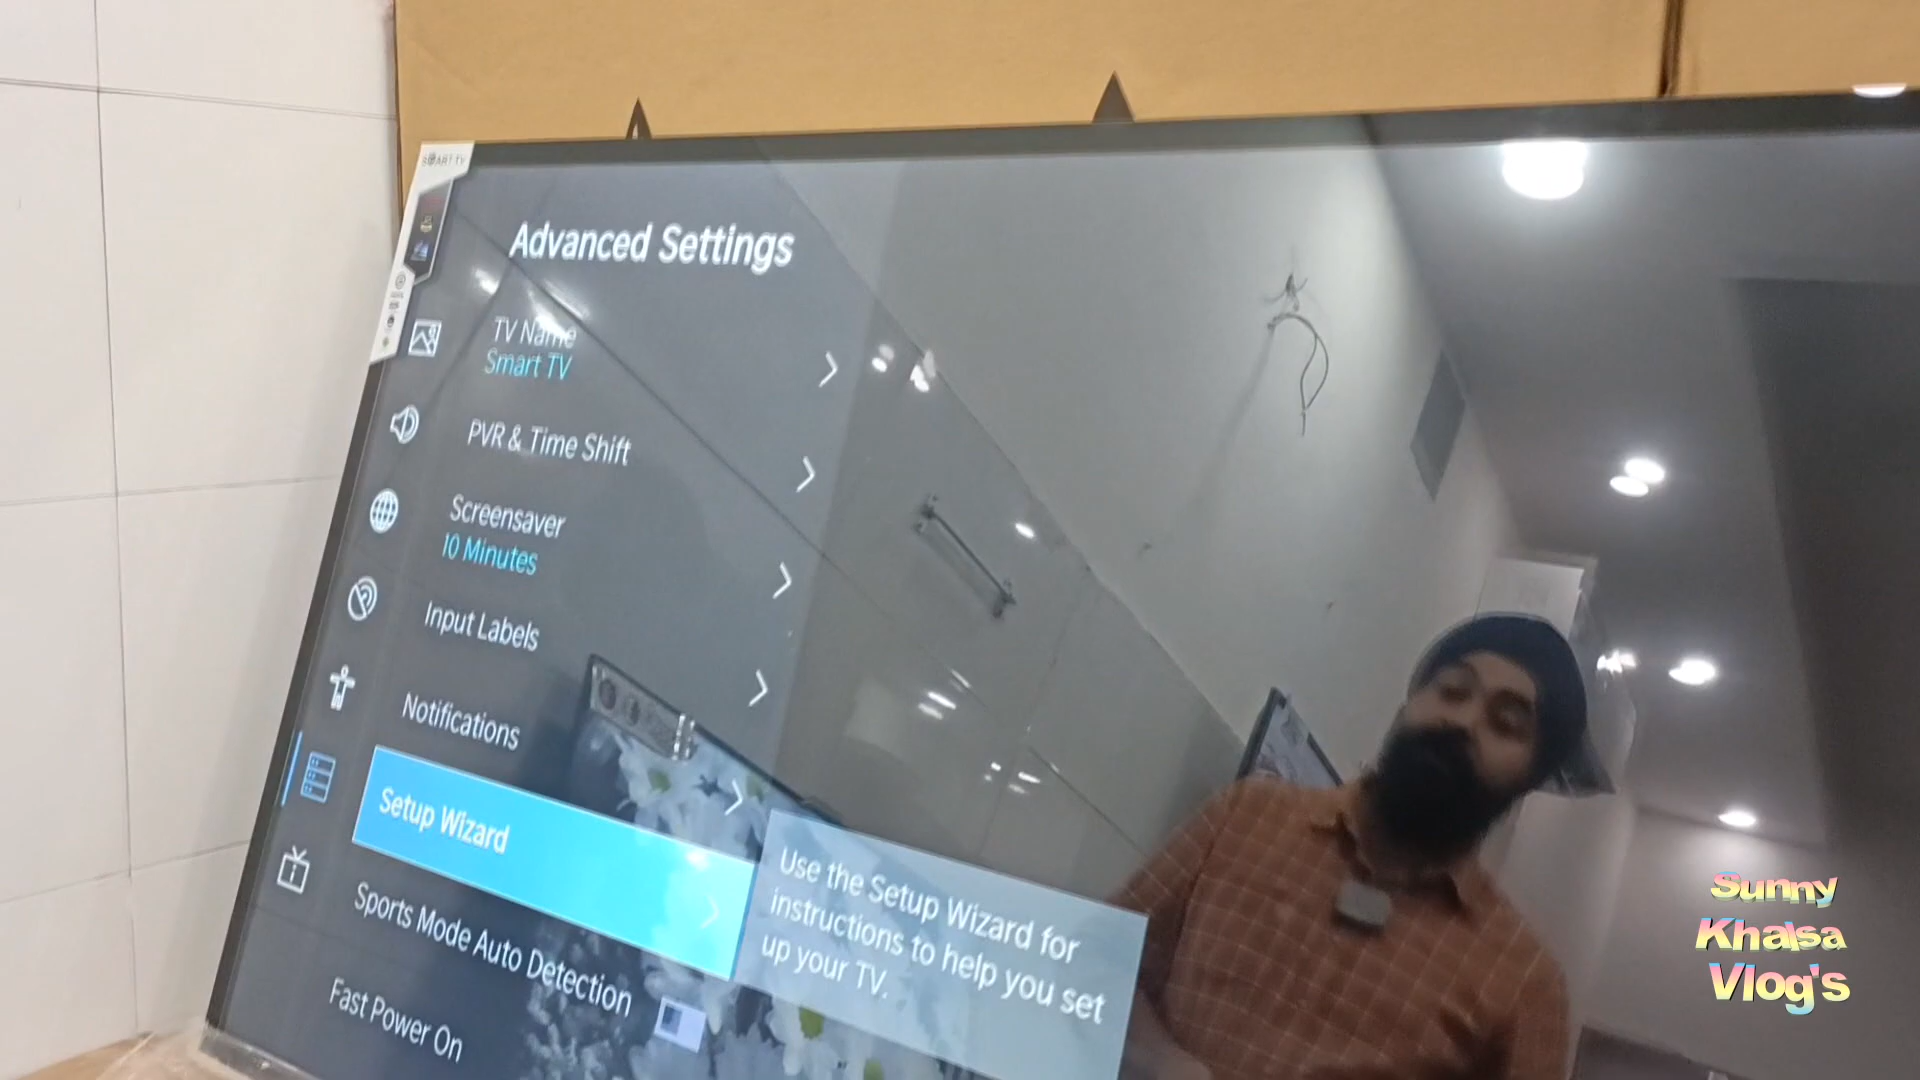 SMART TV
Advanced Settings
TV Name
Smart TV
PVR & Time Shift
Screensaver
10 Minutes
Input Labels
Notifications
Setup Wizard
Use the Setup Wizard for
instructions to help you set
up your TV.
Sports Mode Auto Detection
Fast Power On
Sunny
Khalsa
Vlog's